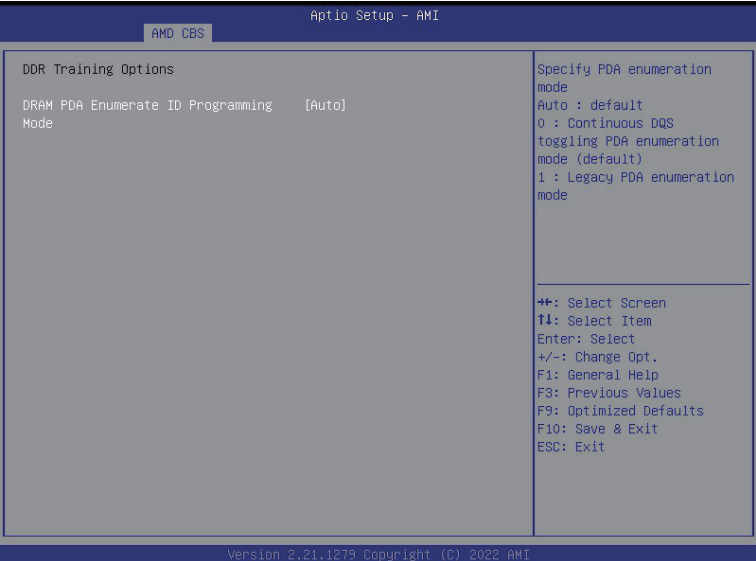 Aptio Setup – AMI
AMD CBS
DDR Training Options
DRAM PDA Enumerate ID Programming [Auto]
Mode
Specify PDA enumeration
mode
Auto : default
0 : Continuous DQS
toggling PDA enumeration
mode (default)
1 : Legacy PDA enumeration
mode
→←: Select Screen
↑↓: Select Item
Enter: Select
+/-: Change Opt.
F1: General Help
F3: Previous Values
F9: Optimized Defaults
F10: Save & Exit
ESC: Exit
Version 2.21.1279 Copyright (C) 2022 AMI